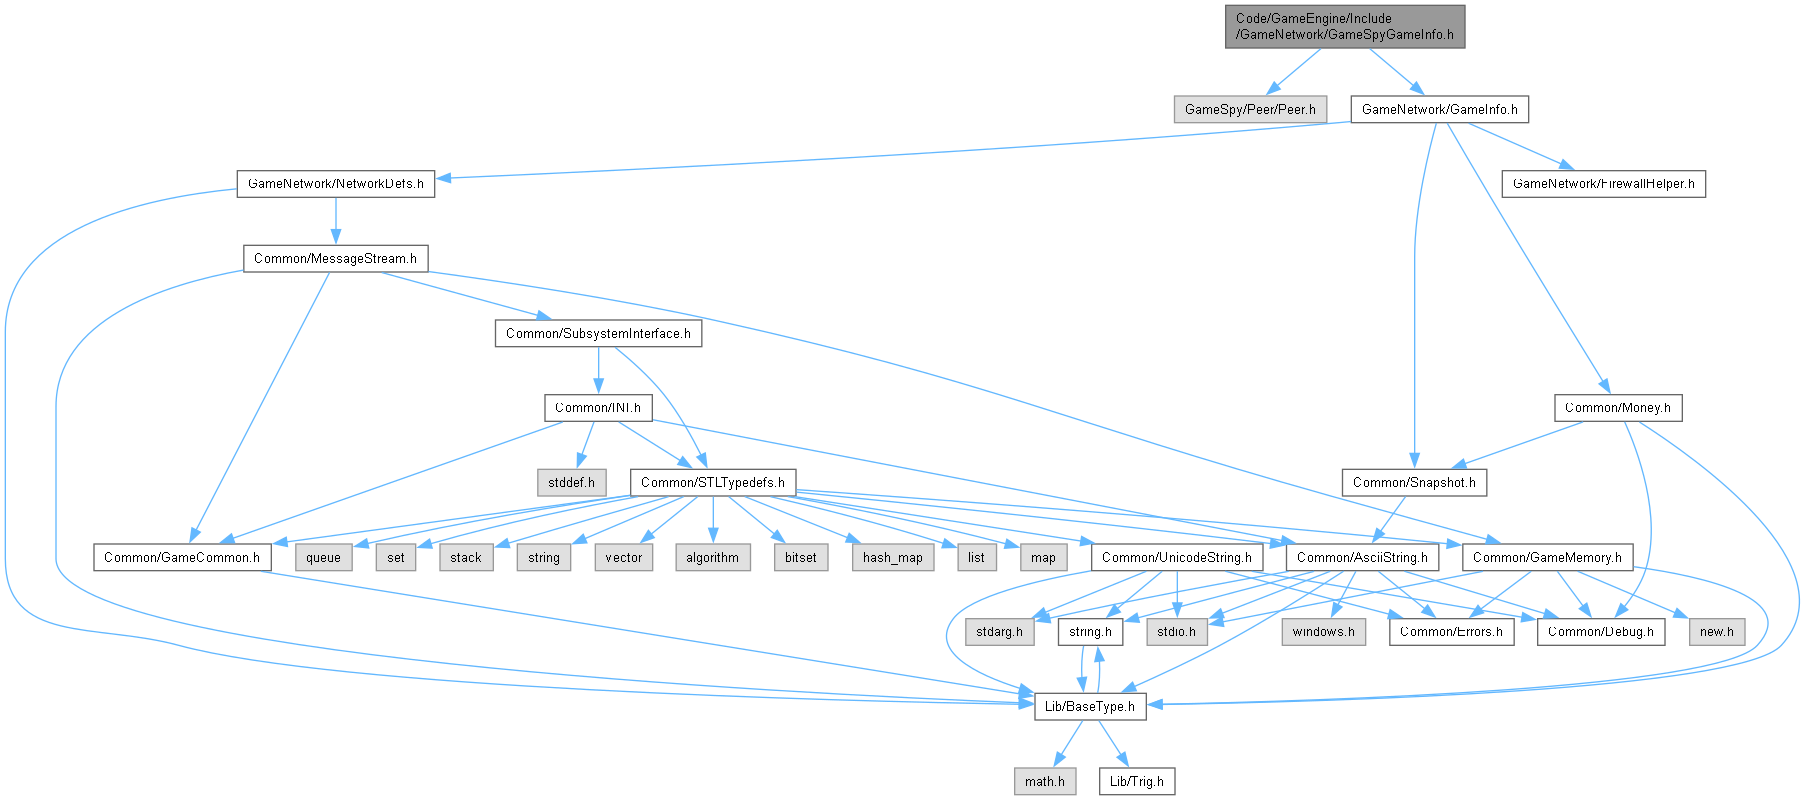 Code/GameEngine/Include
/GameNetwork/GameSpyGameInfo.h
GameSpy/Peer/Peer.h
GameNetwork/GameInfo.h
GameNetwork/NetworkDefs.h
GameNetwork/FirewallHelper.h
Common/MessageStream.h
Common/SubsystemInterface.h
Common/INI.h
Common/Money.h
stddef.h
Common/STLTypedefs.h
Common/Snapshot.h
Common/GameCommon.h
queue
set
stack
string
vector
algorithm
bitset
hash_map
list
map
Common/UnicodeString.h
Common/AsciiString.h
Common/GameMemory.h
stdarg.h
string.h
stdio.h
windows.h
Common/Errors.h
Common/Debug.h
new.h
Lib/BaseType.h
math.h
Lib/Trig.h